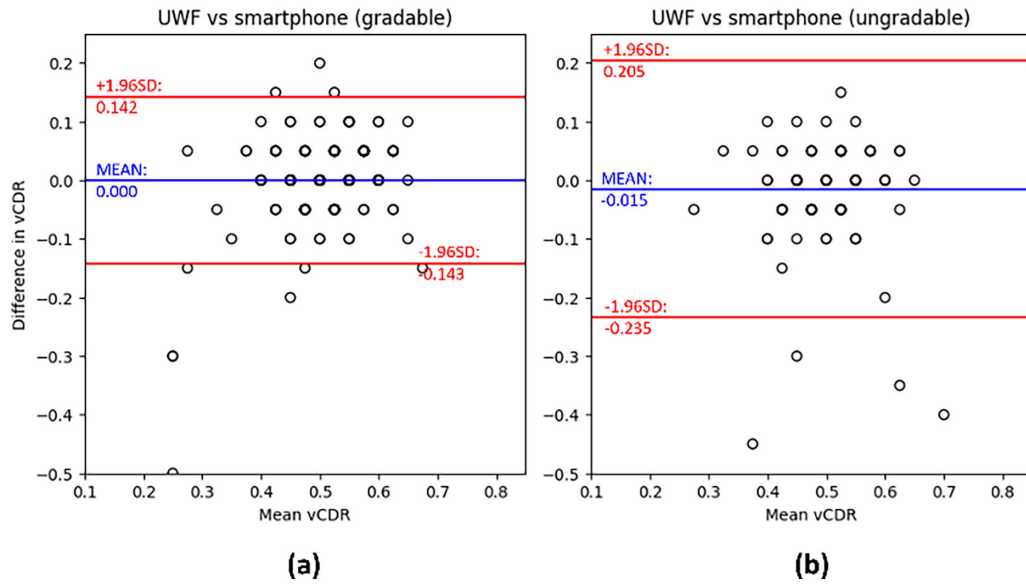 UWF vs smartphone (gradable)
Difference in vCDR
0.2
0.1
0.0
−0.1
−0.2
−0.3
−0.4
−0.5
+1.96SD:
0.142
MEAN:
0.000
-1.96SD:
-0.143
0.1 0.2 0.3 0.4 0.5 0.6 0.7 0.8
Mean vCDR
(a)
UWF vs smartphone (ungradable)
0.2
0.1
0.0
−0.1
−0.2
−0.3
−0.4
−0.5
+1.96SD:
0.205
MEAN:
-0.015
-1.96SD:
-0.235
0.1 0.2 0.3 0.4 0.5 0.6 0.7 0.8
Mean vCDR
(b)